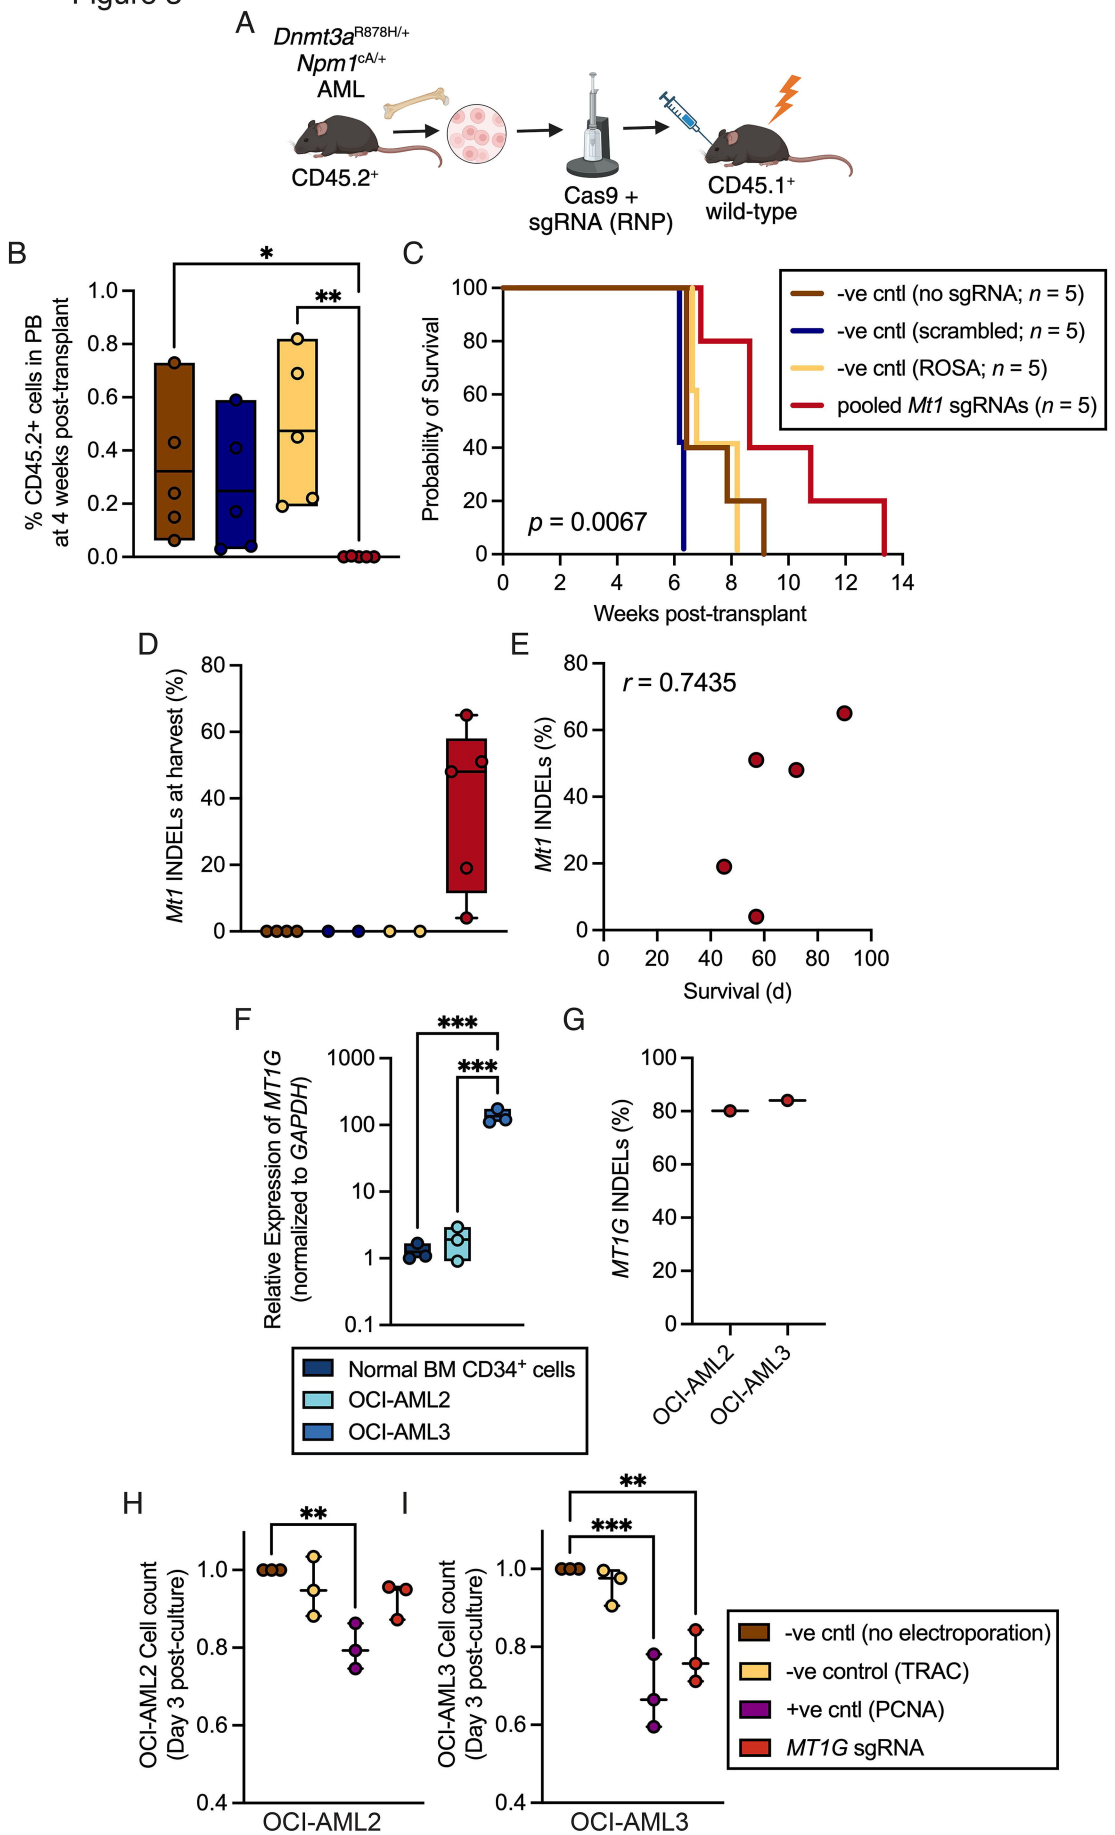 A
Dnmt3aR878H/+
Npm1cA/+
AML
CD45.2+
Cas9 +
sgRNA (RNP)
CD45.1+
wild-type
B
% CD45.2+ cells in PB
at 4 weeks post-transplant
1.0
0.8
0.6
0.4
0.2
0.0
*
**
C
Probability of Survival
100
80
60
40
20
0
p = 0.0067
0 2 4 6 8 10 12 14
Weeks post-transplant
-ve cntl (no sgRNA; n = 5)
-ve cntl (scrambled; n = 5)
-ve cntl (ROSA; n = 5)
pooled Mt1 sgRNAs (n = 5)
D
Mt1 INDELs at harvest (%)
80
60
40
20
0
E
Mt1 INDELs (%)
80
60
40
20
0
r = 0.7435
0 20 40 60 80 100
Survival (d)
F
Relative Expression of MT1G
(normalized to GAPDH)
1000
100
10
1
0.1
***
***
Normal BM CD34+ cells
OCI-AML2
OCI-AML3
G
MT1G INDELs (%)
100
80
60
40
20
0
OCI-AML2
OCI-AML3
H
OCI-AML2 Cell count
(Day 3 post-culture)
1.0
0.8
0.6
0.4
**
OCI-AML2
I
OCI-AML3 Cell count
(Day 3 post-culture)
1.0
0.8
0.6
0.4
**
***
OCI-AML3
-ve cntl (no electroporation)
-ve control (TRAC)
+ve cntl (PCNA)
MT1G sgRNA